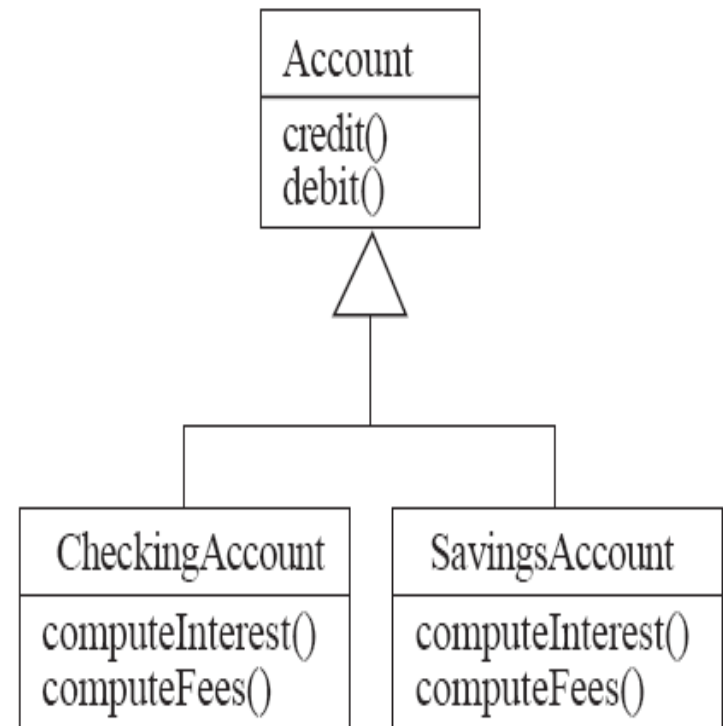 Account
credit()
debit()
CheckingAccount
computeInterest()
computeFees()
SavingsAccount
computeInterest()
computeFees()